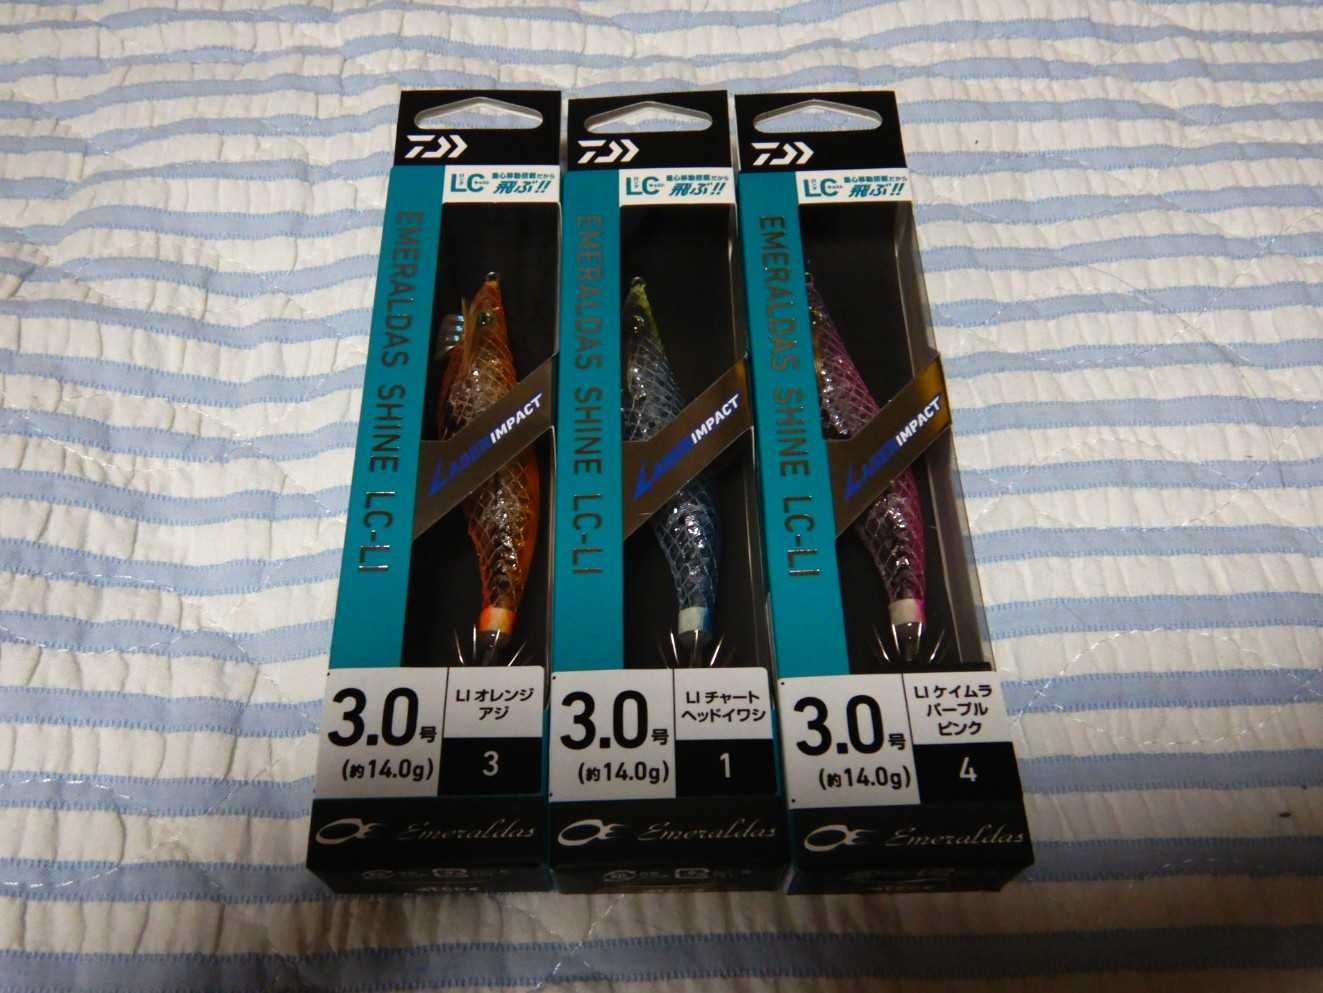 LC
重心移動搭載だから
飛ぶ!!
EMERALDAS SHINE LC-LI
LASER IMPACT
3.0号
(約14.0g)
LI オレンジ
アジ
3
Emeraldas
LC
重心移動搭載だから
飛ぶ!!
EMERALDAS SHINE LC-LI
LASER IMPACT
3.0号
(約14.0g)
LI チャート
ヘッドイワシ
1
Emeraldas
LC
重心移動搭載だから
飛ぶ!!
EMERALDAS SHINE LC-LI
LASER IMPACT
3.0号
(約14.0g)
LI ケイムラ
パープル
ピンク
4
Emeraldas